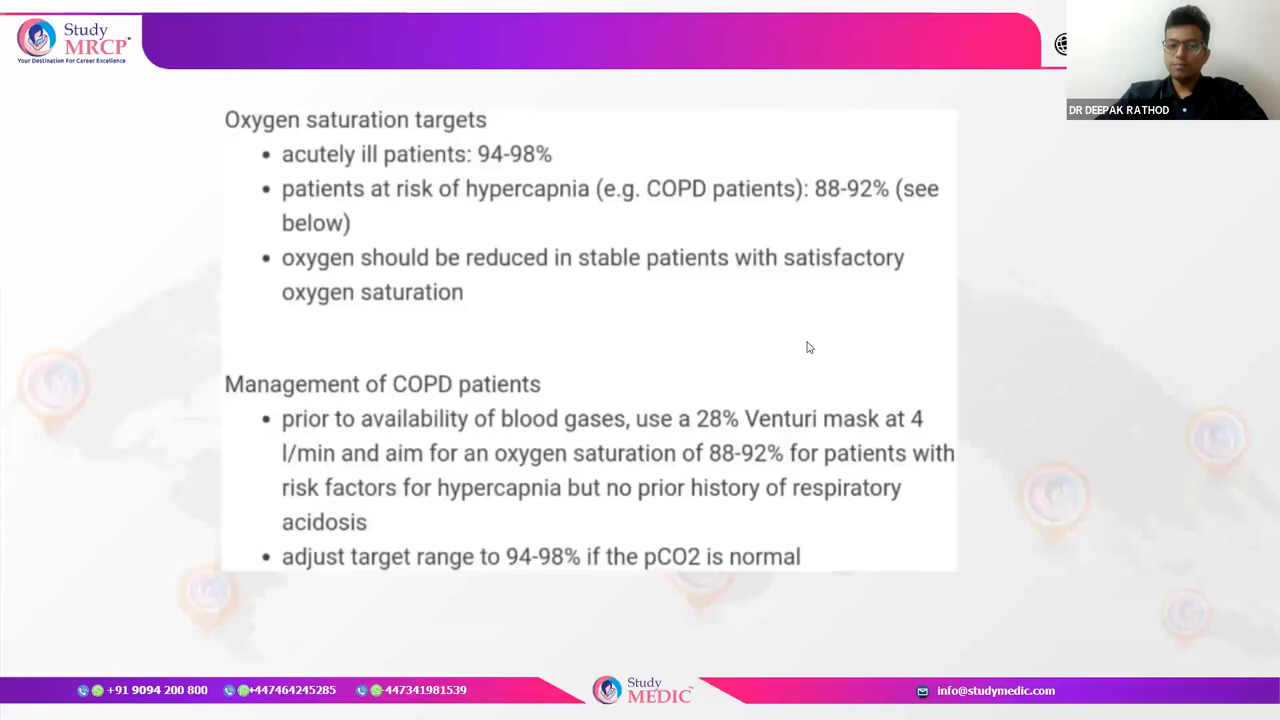 Study
MRCP™
Your Destination For Career Excellence
DR DEEPAK RATHOD
Oxygen saturation targets
• acutely ill patients: 94-98%
• patients at risk of hypercapnia (e.g. COPD patients): 88-92% (see
below)
• oxygen should be reduced in stable patients with satisfactory
oxygen saturation
Management of COPD patients
• prior to availability of blood gases, use a 28% Venturi mask at 4
l/min and aim for an oxygen saturation of 88-92% for patients with
risk factors for hypercapnia but no prior history of respiratory
acidosis
• adjust target range to 94-98% if the pCO2 is normal
+91 9094 200 800 +447464245285 447341981539
Study
MEDIC™
info@studymedic.com